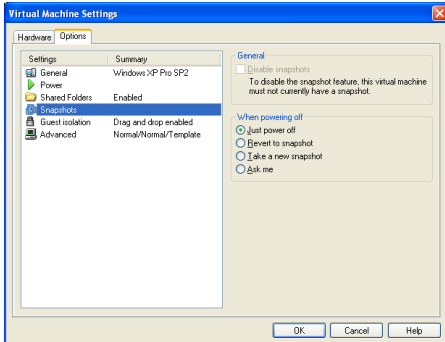 Virtual Machine Settings
Hardware Options
Settings Summary
General Windows XP Pro SP2
Power
Shared Folders Enabled
Snapshots
Guest isolation Drag and drop enabled
Advanced Normal/Normal/Template
General
Disable snapshots
To disable the snapshot feature, this virtual machine
must not currently have a snapshot.
When powering off
Just power off
Revert to snapshot
Take a new snapshot
Ask me
OK Cancel Help